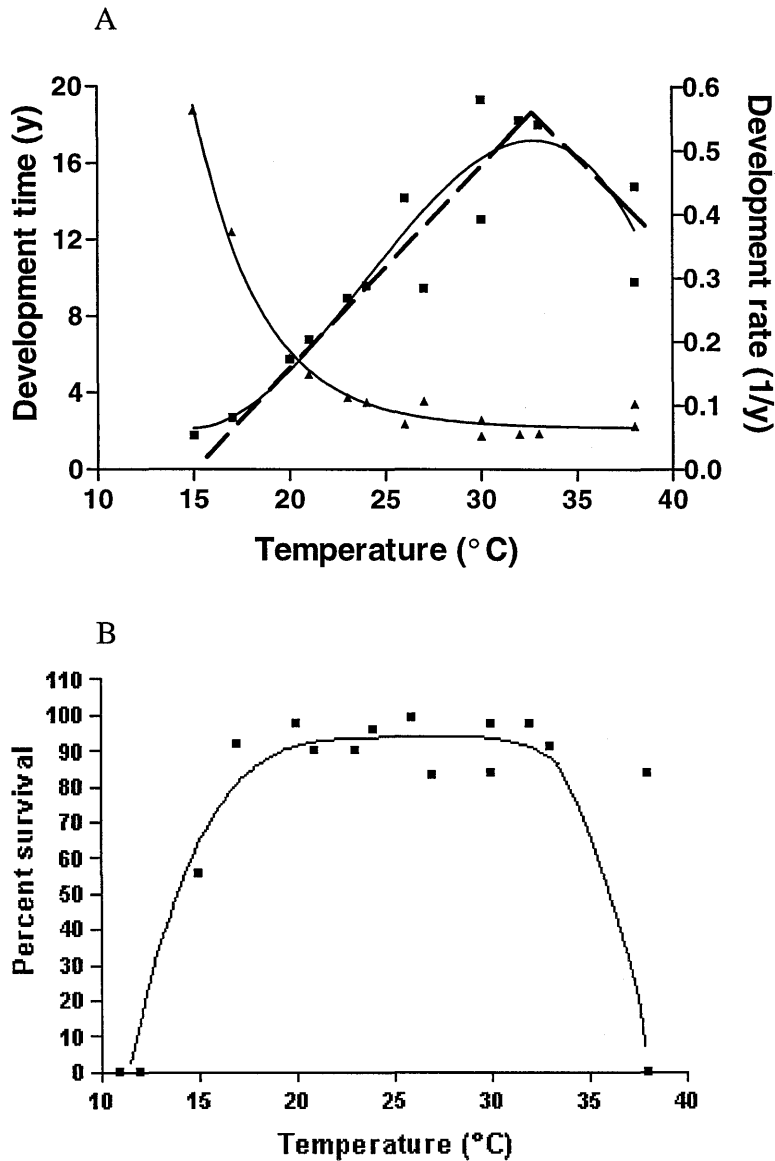 A
Development time (y)
20
16
12
8
4
0
0.6
0.5
0.4
0.3
0.2
0.1
0.0
Development rate (1/y)
10 15 20 25 30 35 40
Temperature (°C)
B
Percent survival
110
100
90
80
70
60
50
40
30
20
10
0
10 15 20 25 30 35 40
Temperature (°C)